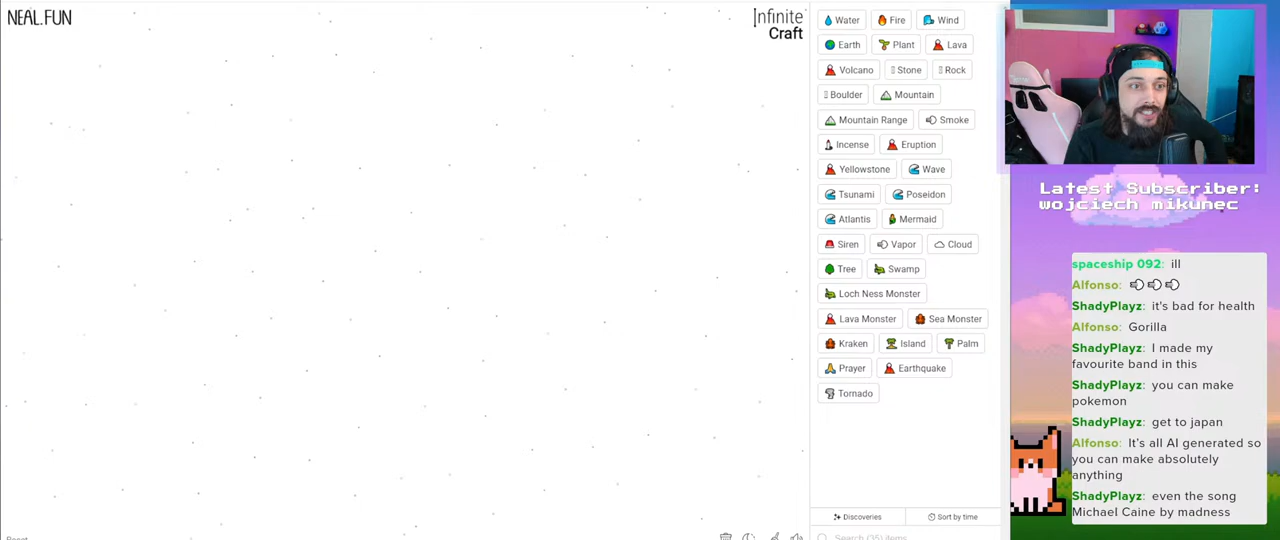 NEAL.FUN
Infinite
Craft
Water Fire Wind
Earth Plant Lava
Volcano Stone Rock
Boulder Mountain
Mountain Range Smoke
Incense Eruption
Yellowstone Wave
Tsunami Poseidon
Atlantis Mermaid
Siren Vapor Cloud
Tree Swamp
Loch Ness Monster
Lava Monster Sea Monster
Kraken Island Palm
Prayer Earthquake
Tornado
Discoveries Sort by time
Search (35) items...
Reset
Latest Subscriber:
wojciech mikunec
spaceship 092: ill
Alfonso:
ShadyPlayz: it's bad for health
Alfonso: Gorilla
ShadyPlayz: I made my
favourite band in this
ShadyPlayz: you can make
pokemon
ShadyPlayz: get to japan
Alfonso: It's all AI generated so
you can make absolutely
anything
ShadyPlayz: even the song
Michael Caine by madness